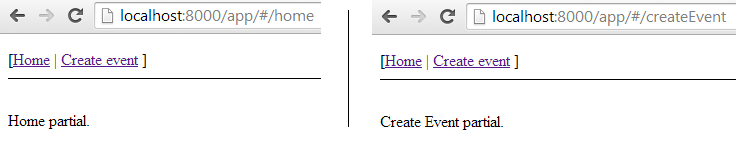 localhost:8000/app/#/home
[Home | Create event ]
Home partial.
localhost:8000/app/#/createEvent
[Home | Create event ]
Create Event partial.